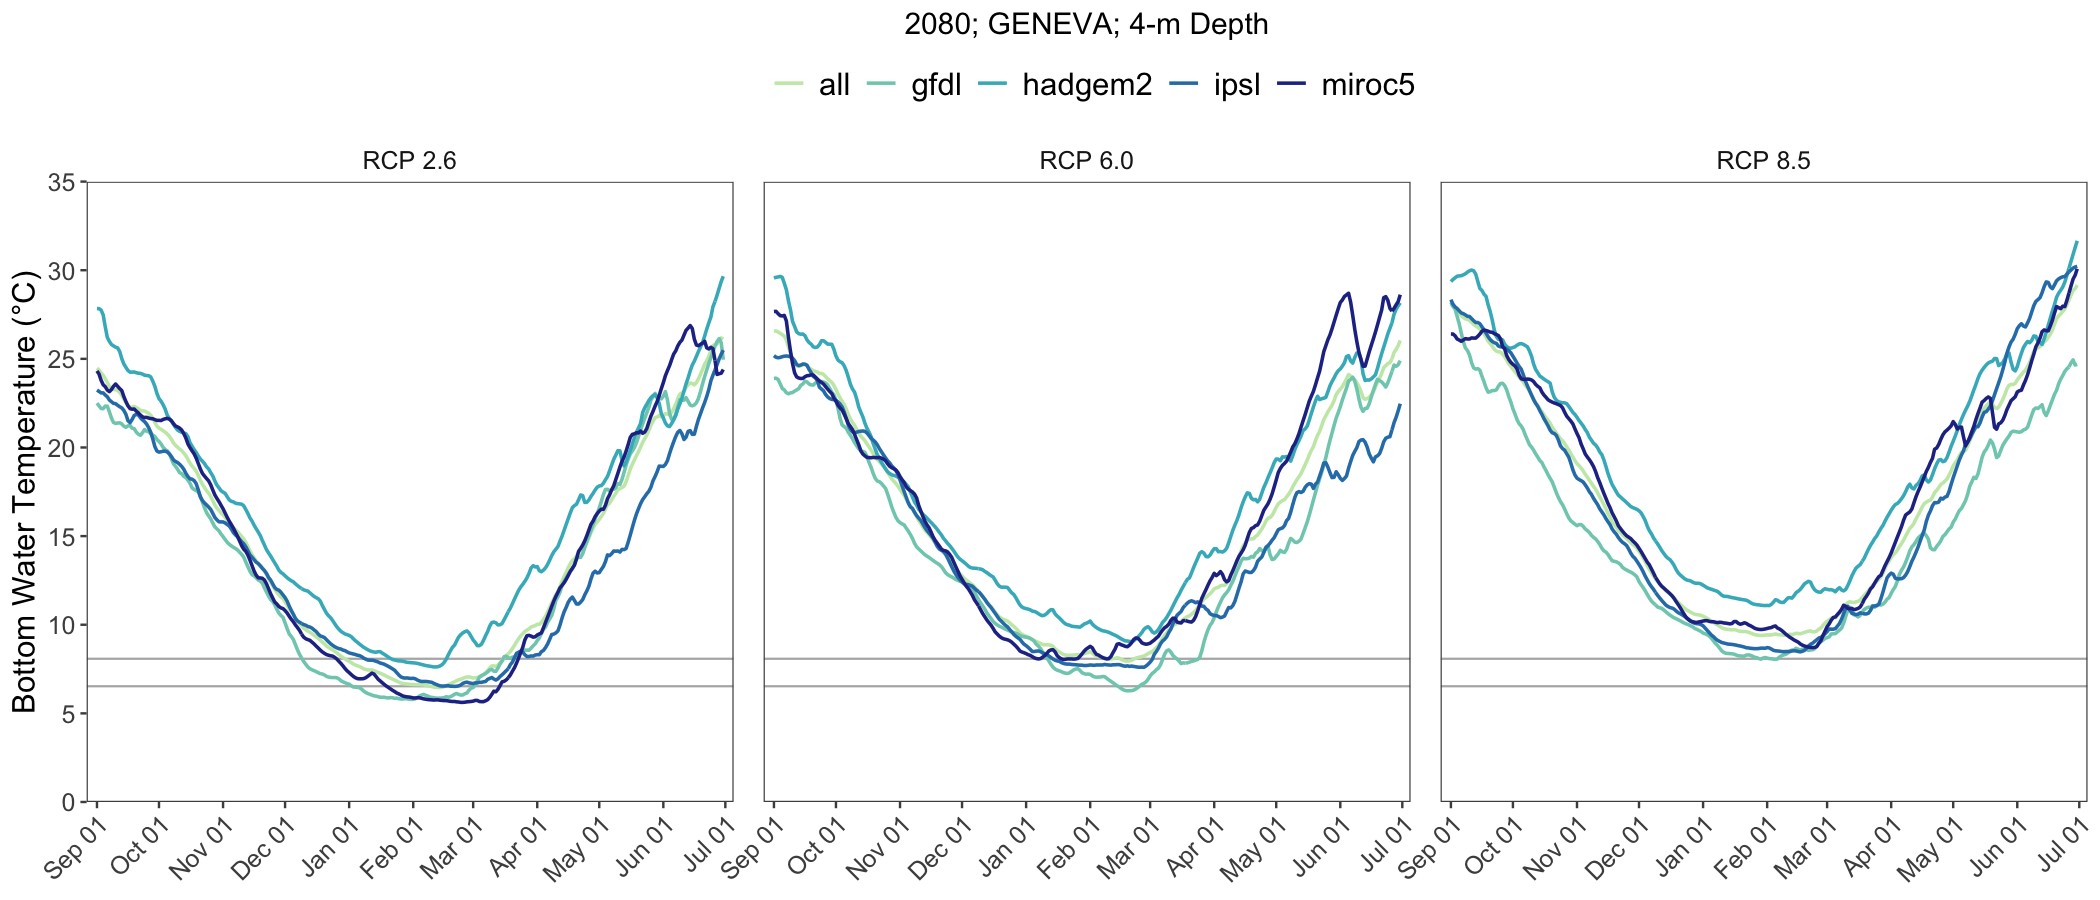 2080; GENEVA; 4-m Depth
all gfdl hadgem2 ipsl miroc5
RCP 2.6 RCP 6.0 RCP 8.5
Bottom Water Temperature (°C)
35
30
25
20
15
10
5
0
Sep 01 Oct 01 Nov 01 Dec 01 Jan 01 Feb 01 Mar 01 Apr 01 May 01 Jun 01 Jul 01 Sep 01 Oct 01 Nov 01 Dec 01 Jan 01 Feb 01 Mar 01 Apr 01 May 01 Jun 01 Jul 01 Sep 01 Oct 01 Nov 01 Dec 01 Jan 01 Feb 01 Mar 01 Apr 01 May 01 Jun 01 Jul 01